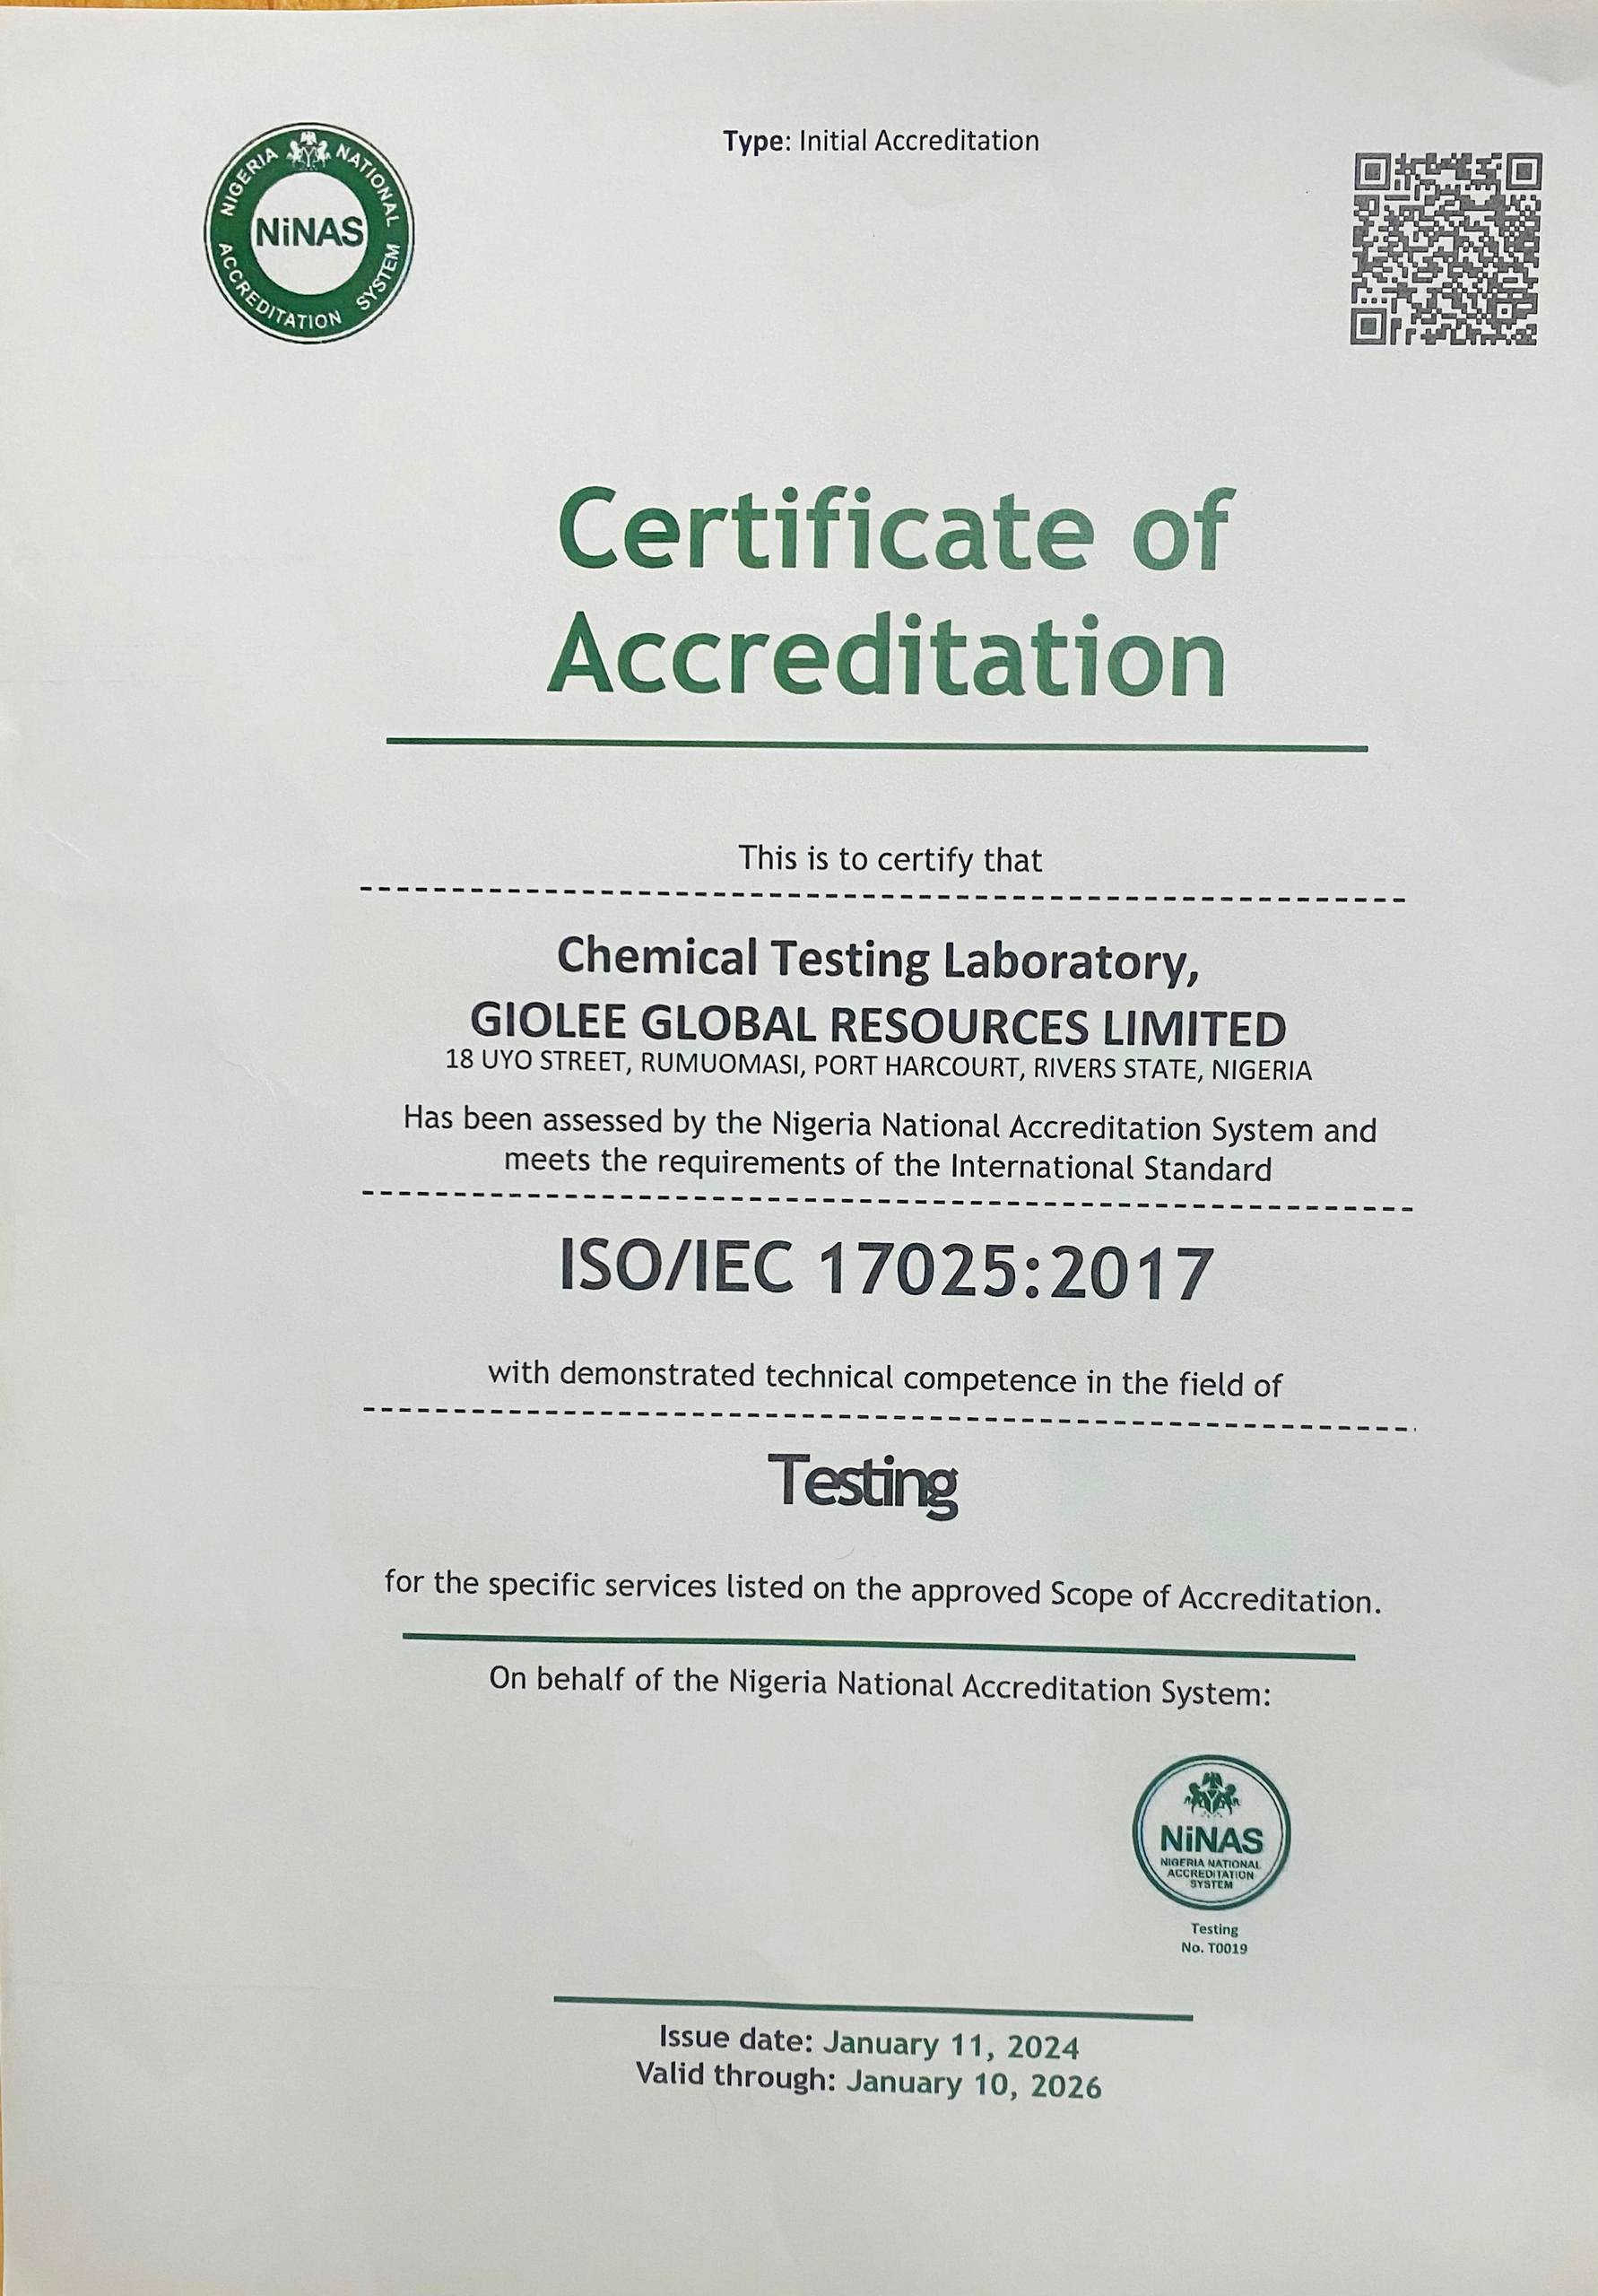 Type: Initial Accreditation
NIGERIA NATIONAL
NiNAS
ACCREDITATION SYSTEM
Certificate of
Accreditation
This is to certify that
Chemical Testing Laboratory,
GIOLEE GLOBAL RESOURCES LIMITED
18 UYO STREET, RUMUOMASI, PORT HARCOURT, RIVERS STATE, NIGERIA
Has been assessed by the Nigeria National Accreditation System and
meets the requirements of the International Standard
ISO/IEC 17025:2017
with demonstrated technical competence in the field of
Testing
for the specific services listed on the approved Scope of Accreditation.
On behalf of the Nigeria National Accreditation System:
NiNAS
NIGERIA NATIONAL
ACCREDITATION
SYSTEM
Testing
No. T0019
Issue date: January 11, 2024
Valid through: January 10, 2026